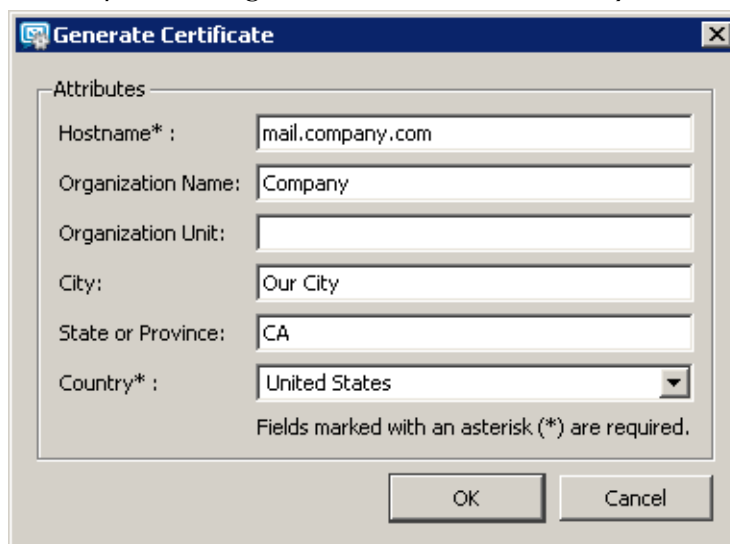 Generate Certificate
Attributes
Hostname* : mail.company.com
Organization Name: Company
Organization Unit:
City: Our City
State or Province: CA
Country* : United States
Fields marked with an asterisk (*) are required.
OK Cancel